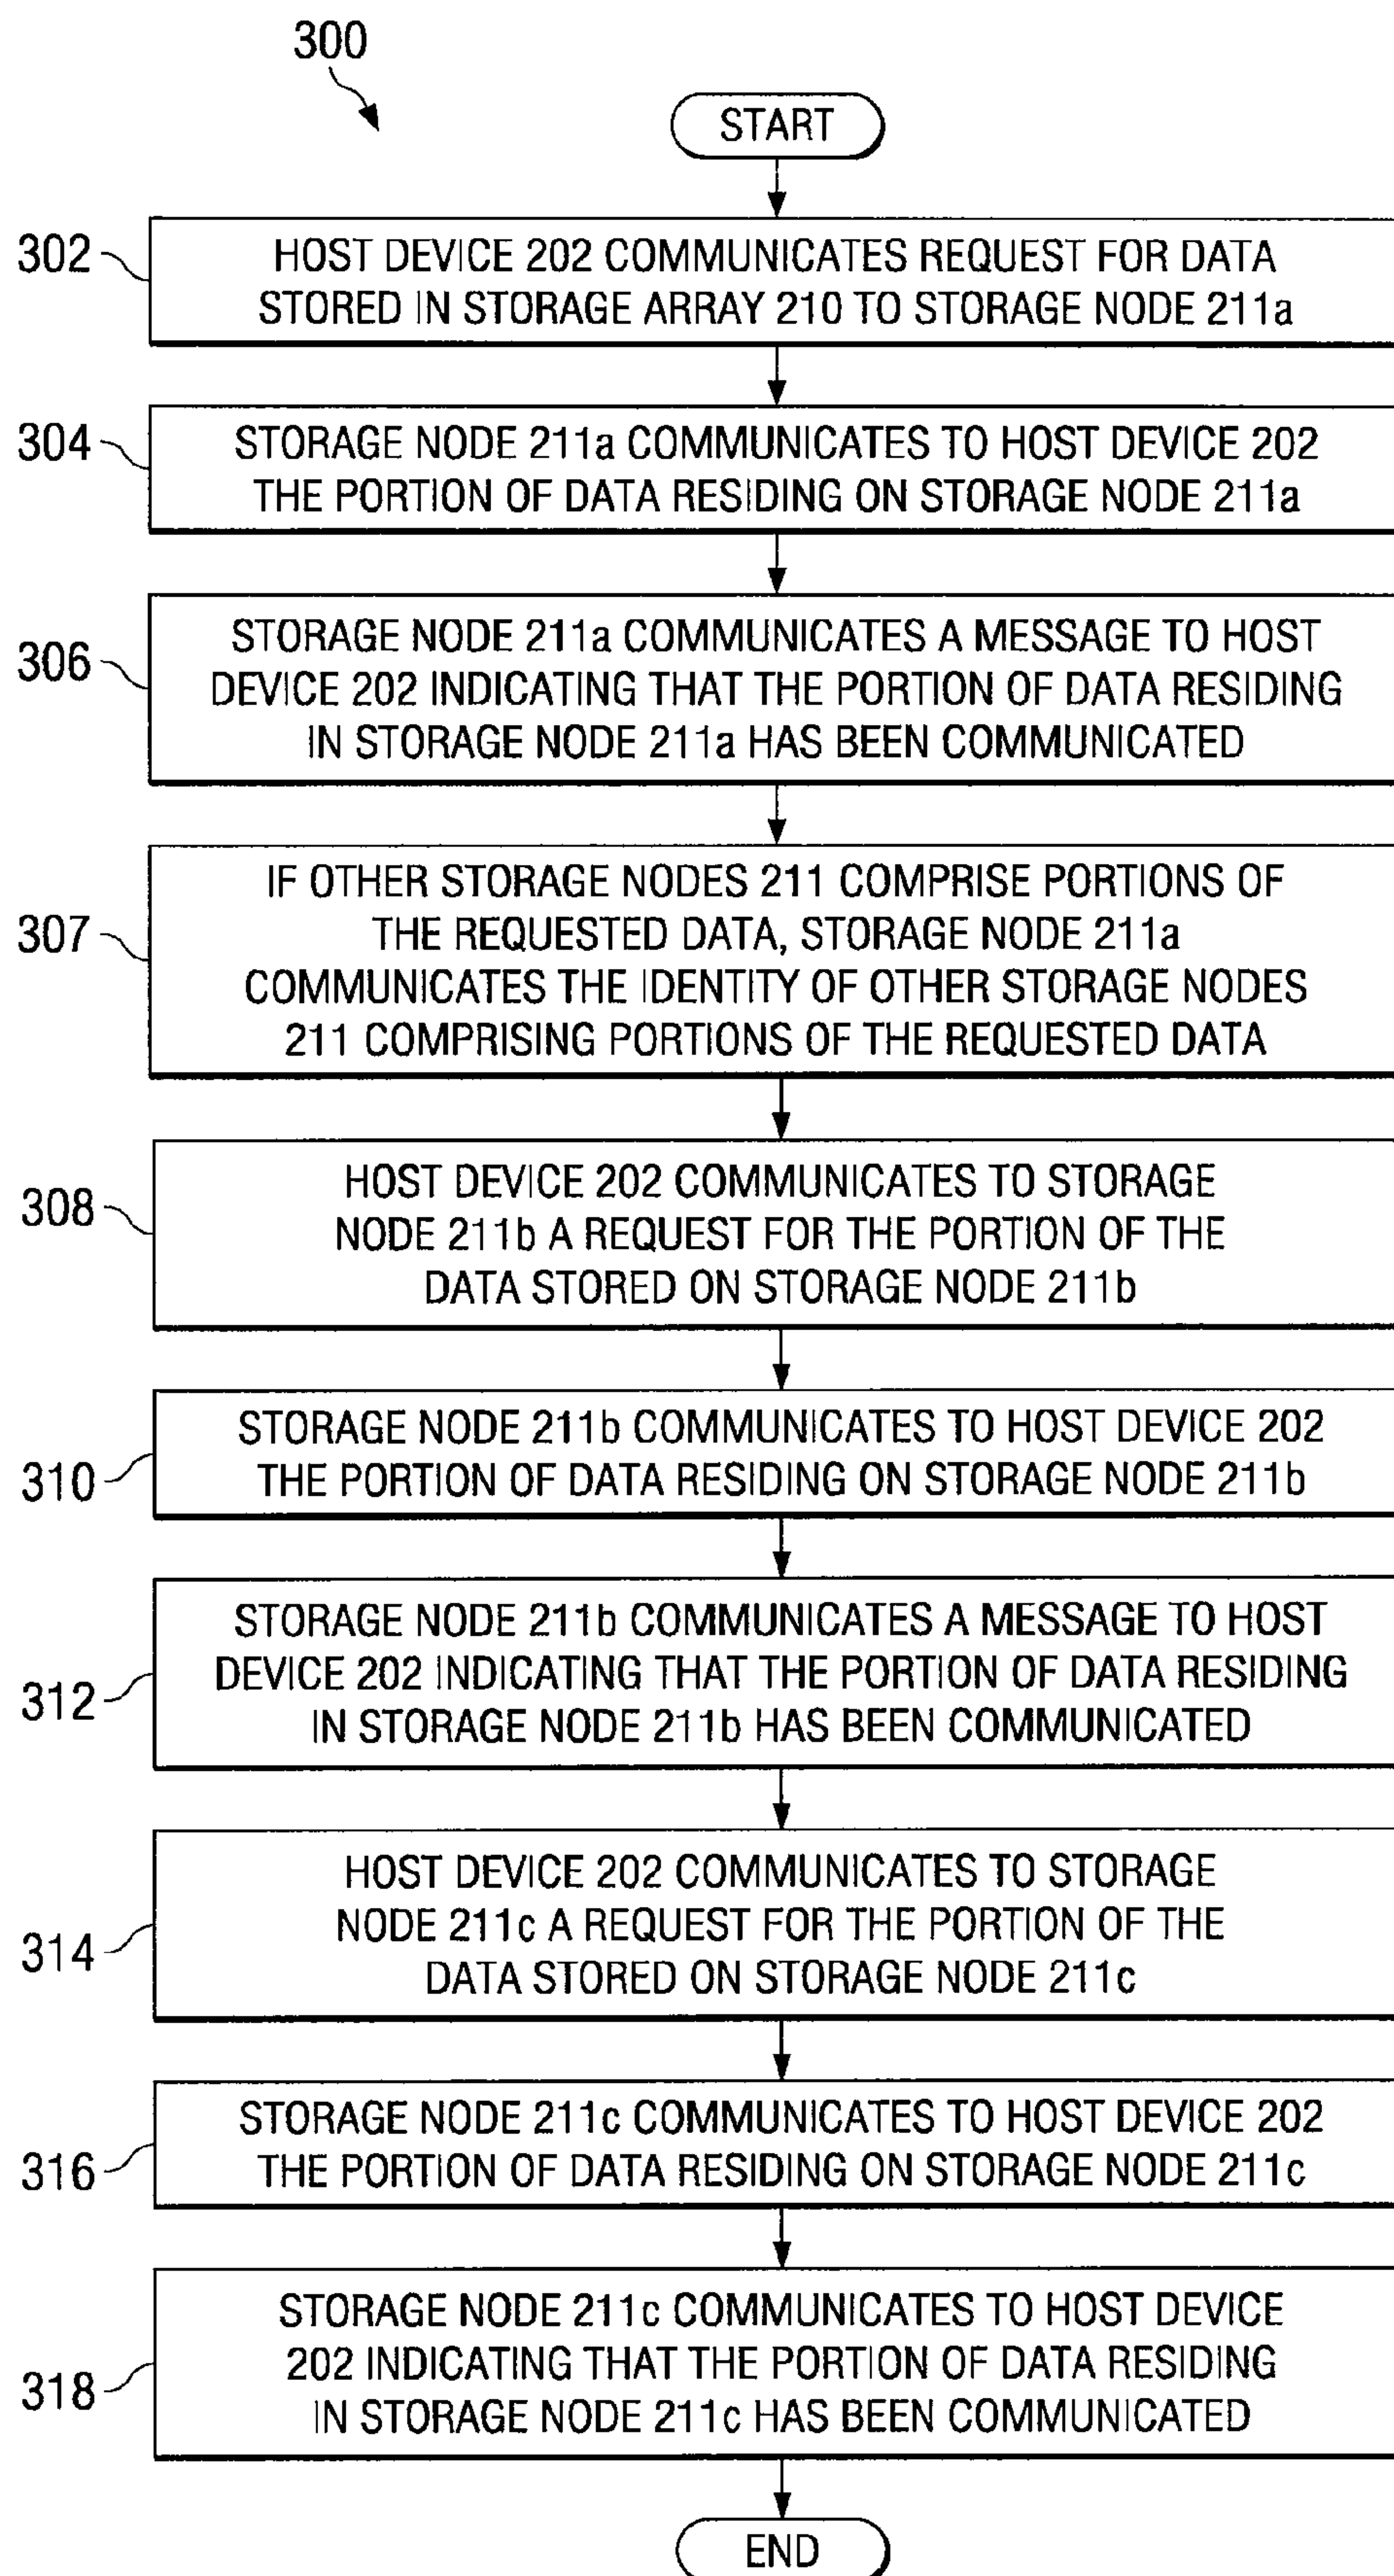 300
START
302
HOST DEVICE 202 COMMUNICATES REQUEST FOR DATA
STORED IN STORAGE ARRAY 210 TO STORAGE NODE 211a
304
STORAGE NODE 211a COMMUNICATES TO HOST DEVICE 202
THE PORTION OF DATA RESIDING ON STORAGE NODE 211a
306
STORAGE NODE 211a COMMUNICATES A MESSAGE TO HOST
DEVICE 202 INDICATING THAT THE PORTION OF DATA RESIDING
IN STORAGE NODE 211a HAS BEEN COMMUNICATED
307
IF OTHER STORAGE NODES 211 COMPRISE PORTIONS OF
THE REQUESTED DATA, STORAGE NODE 211a
COMMUNICATES THE IDENTITY OF OTHER STORAGE NODES
211 COMPRISING PORTIONS OF THE REQUESTED DATA
308
HOST DEVICE 202 COMMUNICATES TO STORAGE
NODE 211b A REQUEST FOR THE PORTION OF THE
DATA STORED ON STORAGE NODE 211b
310
STORAGE NODE 211b COMMUNICATES TO HOST DEVICE 202
THE PORTION OF DATA RESIDING ON STORAGE NODE 211b
312
STORAGE NODE 211b COMMUNICATES A MESSAGE TO HOST
DEVICE 202 INDICATING THAT THE PORTION OF DATA RESIDING
IN STORAGE NODE 211b HAS BEEN COMMUNICATED
314
HOST DEVICE 202 COMMUNICATES TO STORAGE
NODE 211c A REQUEST FOR THE PORTION OF THE
DATA STORED ON STORAGE NODE 211c
316
STORAGE NODE 211c COMMUNICATES TO HOST DEVICE 202
THE PORTION OF DATA RESIDING ON STORAGE NODE 211c
318
STORAGE NODE 211c COMMUNICATES TO HOST DEVICE
202 INDICATING THAT THE PORTION OF DATA RESIDING
IN STORAGE NODE 211c HAS BEEN COMMUNICATED
END